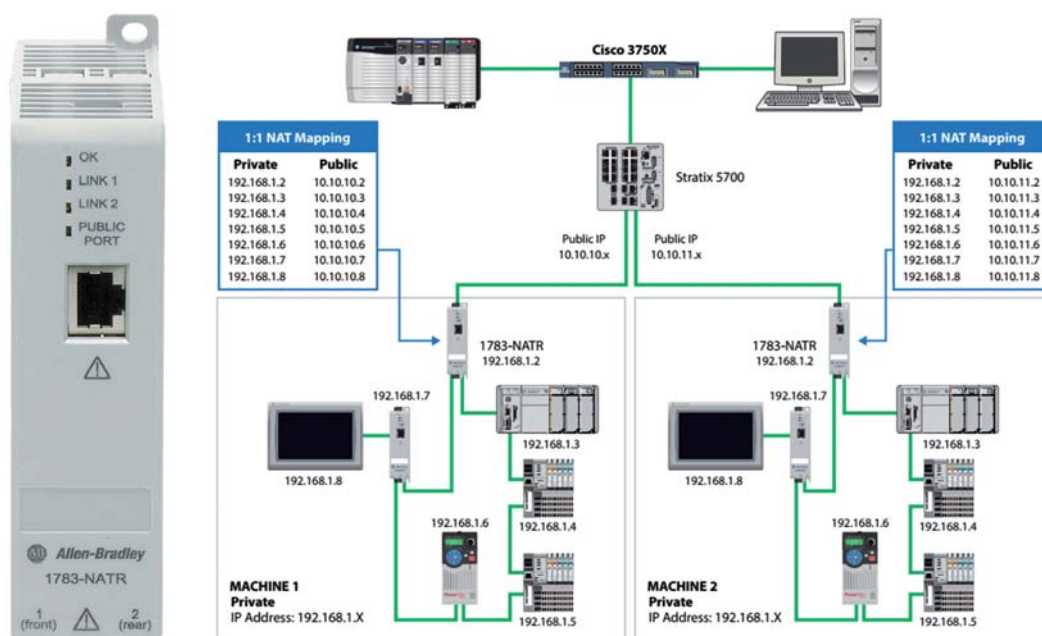 OK
LINK 1
LINK 2
PUBLIC
PORT
Allen-Bradley
1783-NATR
1
(front)
2
(rear)
Cisco 3750X
Stratix 5700
1:1 NAT Mapping
Private Public
192.168.1.2 10.10.10.2
192.168.1.3 10.10.10.3
192.168.1.4 10.10.10.4
192.168.1.5 10.10.10.5
192.168.1.6 10.10.10.6
192.168.1.7 10.10.10.7
192.168.1.8 10.10.10.8
1:1 NAT Mapping
Private Public
192.168.1.2 10.10.11.2
192.168.1.3 10.10.11.3
192.168.1.4 10.10.11.4
192.168.1.5 10.10.11.5
192.168.1.6 10.10.11.6
192.168.1.7 10.10.11.7
192.168.1.8 10.10.11.8
Public IP
10.10.10.x
Public IP
10.10.11.x
1783-NATR
192.168.1.2
192.168.1.7
192.168.1.8
192.168.1.3
192.168.1.4
192.168.1.6
192.168.1.5
MACHINE 1
Private
IP Address: 192.168.1.X
1783-NATR
192.168.1.2
192.168.1.7
192.168.1.8
192.168.1.3
192.168.1.4
192.168.1.6
192.168.1.5
MACHINE 2
Private
IP Address: 192.168.1.X